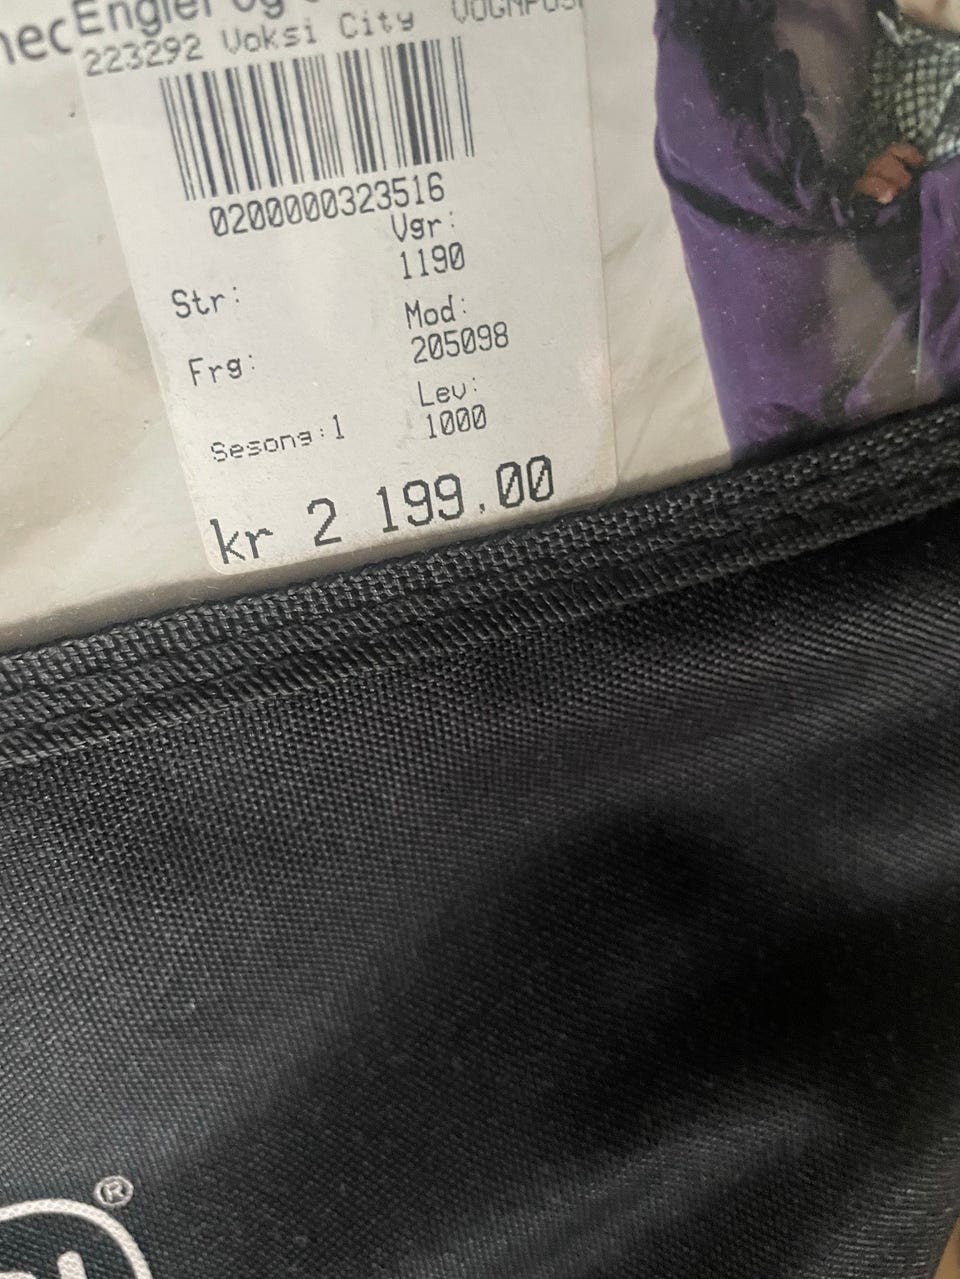 Engler og
223292 Voksi City
0200000323516
Vgr:
1190
Str:
Mod:
205098
Frg:
Lev:
1000
Sesong:1
kr 2 199.00
®